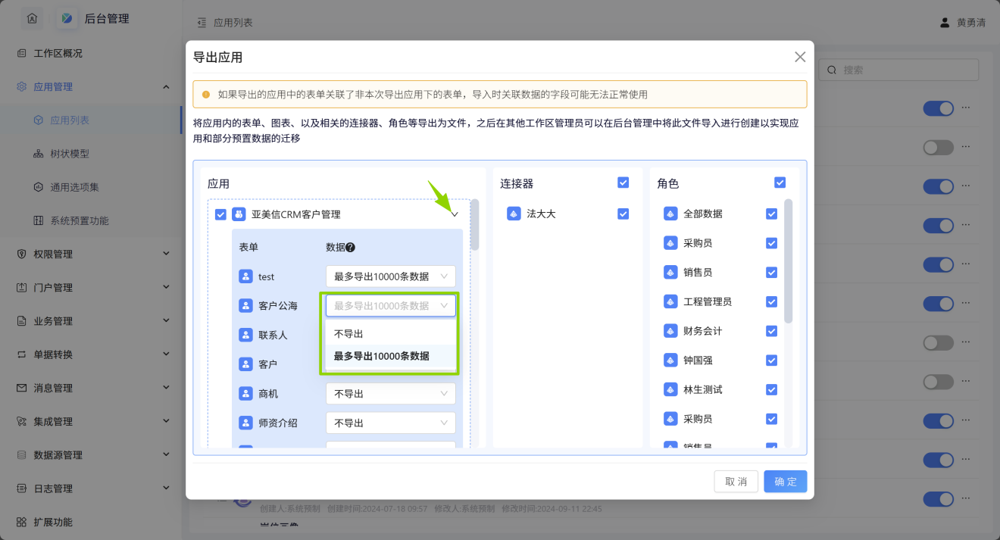 后台管理
应用列表
黄勇清
工作区概况
应用管理
应用列表
树状模型
通用选项集
系统预置功能
权限管理
门户管理
业务管理
单据转换
消息管理
集成管理
数据源管理
日志管理
扩展功能
搜索
导出应用
如果导出的应用中的表单关联了非本次导出应用下的表单，导入时关联数据的字段可能无法正常使用
将应用内的表单、图表、以及相关的连接器、角色等导出为文件，之后在其他工作区管理员可以在后台管理中将此文件导入进行创建以实现应
用和部分预置数据的迁移
应用
亚美信CRM客户管理
表单 数据
test 最多导出10000条数据
客户公海 最多导出10000条数据
不导出
最多导出10000条数据
联系人
客户
商机 不导出
师资介绍 不导出
连接器
法大大
角色
全部数据
采购员
销售员
工程管理员
财务会计
钟国强
林生测试
采购员
销售员
取 消
确 定
创建人:系统预制 创建时间:2024-07-18 09:57 修改人:系统预制 修改时间:2024-09-11 22:45
岗位画像